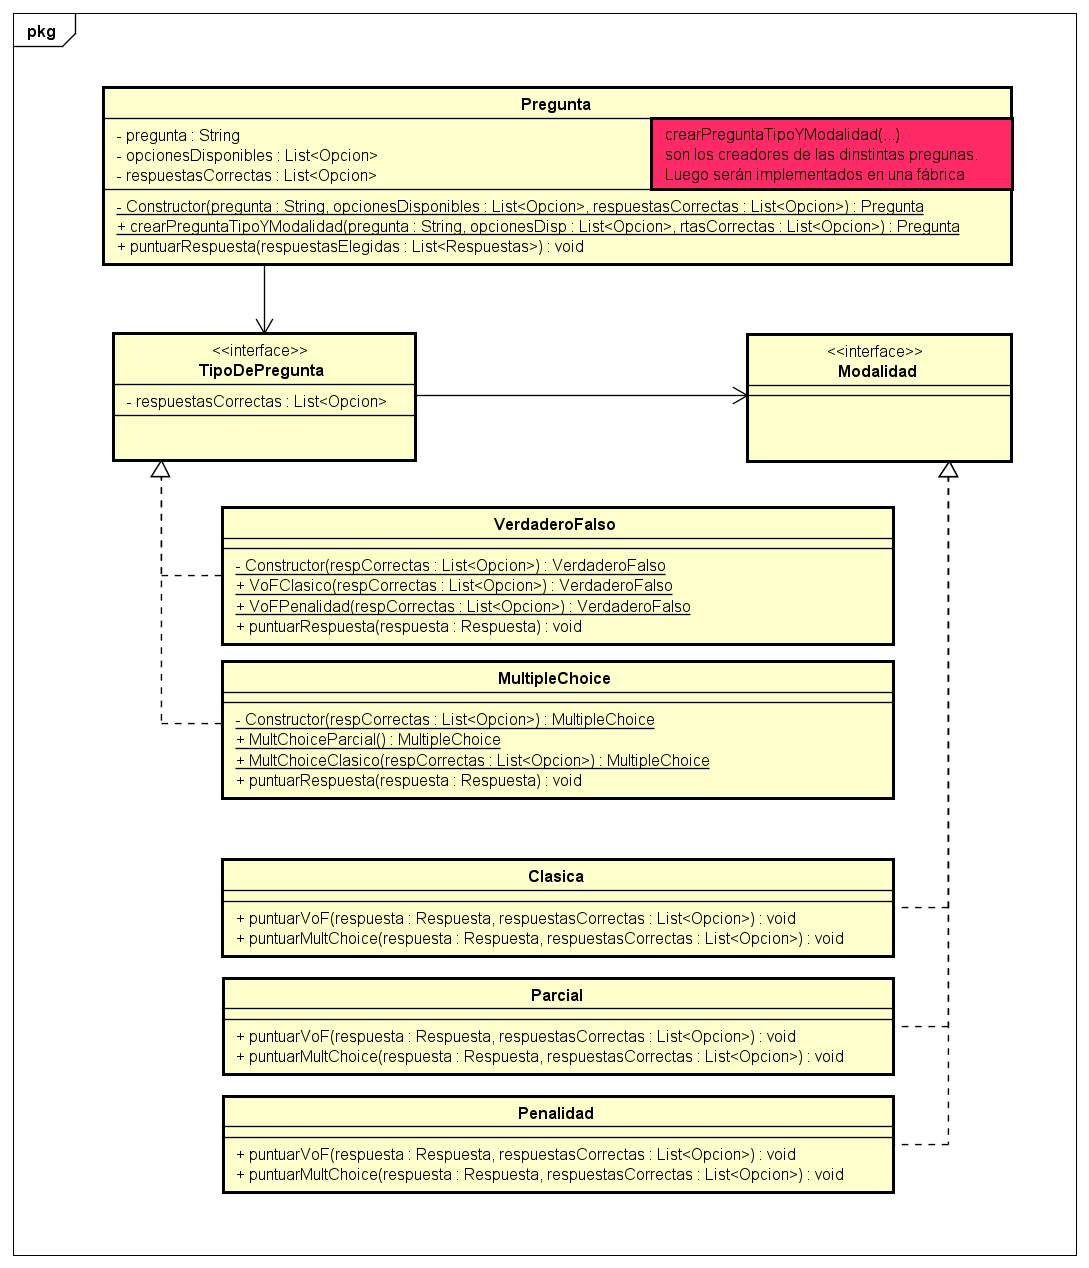 pkg
Pregunta
- pregunta : String
- opcionesDisponibles : List<Opcion>
- respuestasCorrectas : List<Opcion>
crearPreguntaTipoYModalidad(...)
son los creadores de las dinstintas pregunas.
Luego serán implementados en una fábrica
- Constructor(pregunta : String, opcionesDisponibles : List<Opcion>, respuestasCorrectas : List<Opcion>) : Pregunta
+ crearPreguntaTipoYModalidad(pregunta : String, opcionesDisp : List<Opcion>, rtasCorrectas : List<Opcion>) : Pregunta
+ puntuarRespuesta(respuestasElegidas : List<Respuestas>) : void
<<interface>>
TipoDePregunta
- respuestasCorrectas : List<Opcion>
<<interface>>
Modalidad
VerdaderoFalso
- Constructor(respCorrectas : List<Opcion>) : VerdaderoFalso
+ VoFClasico(respCorrectas : List<Opcion>) : VerdaderoFalso
+ VoFPenalidad(respCorrectas : List<Opcion>) : VerdaderoFalso
+ puntuarRespuesta(respuesta : Respuesta) : void
MultipleChoice
- Constructor(respCorrectas : List<Opcion>) : MultipleChoice
+ MultChoiceParcial() : MultipleChoice
+ MultChoiceClasico(respCorrectas : List<Opcion>) : MultipleChoice
+ puntuarRespuesta(respuesta : Respuesta) : void
Clasica
+ puntuarVoF(respuesta : Respuesta, respuestasCorrectas : List<Opcion>) : void
+ puntuarMultChoice(respuesta : Respuesta, respuestasCorrectas : List<Opcion>) : void
Parcial
+ puntuarVoF(respuesta : Respuesta, respuestasCorrectas : List<Opcion>) : void
+ puntuarMultChoice(respuesta : Respuesta, respuestasCorrectas : List<Opcion>) : void
Penalidad
+ puntuarVoF(respuesta : Respuesta, respuestasCorrectas : List<Opcion>) : void
+ puntuarMultChoice(respuesta : Respuesta, respuestasCorrectas : List<Opcion>) : void